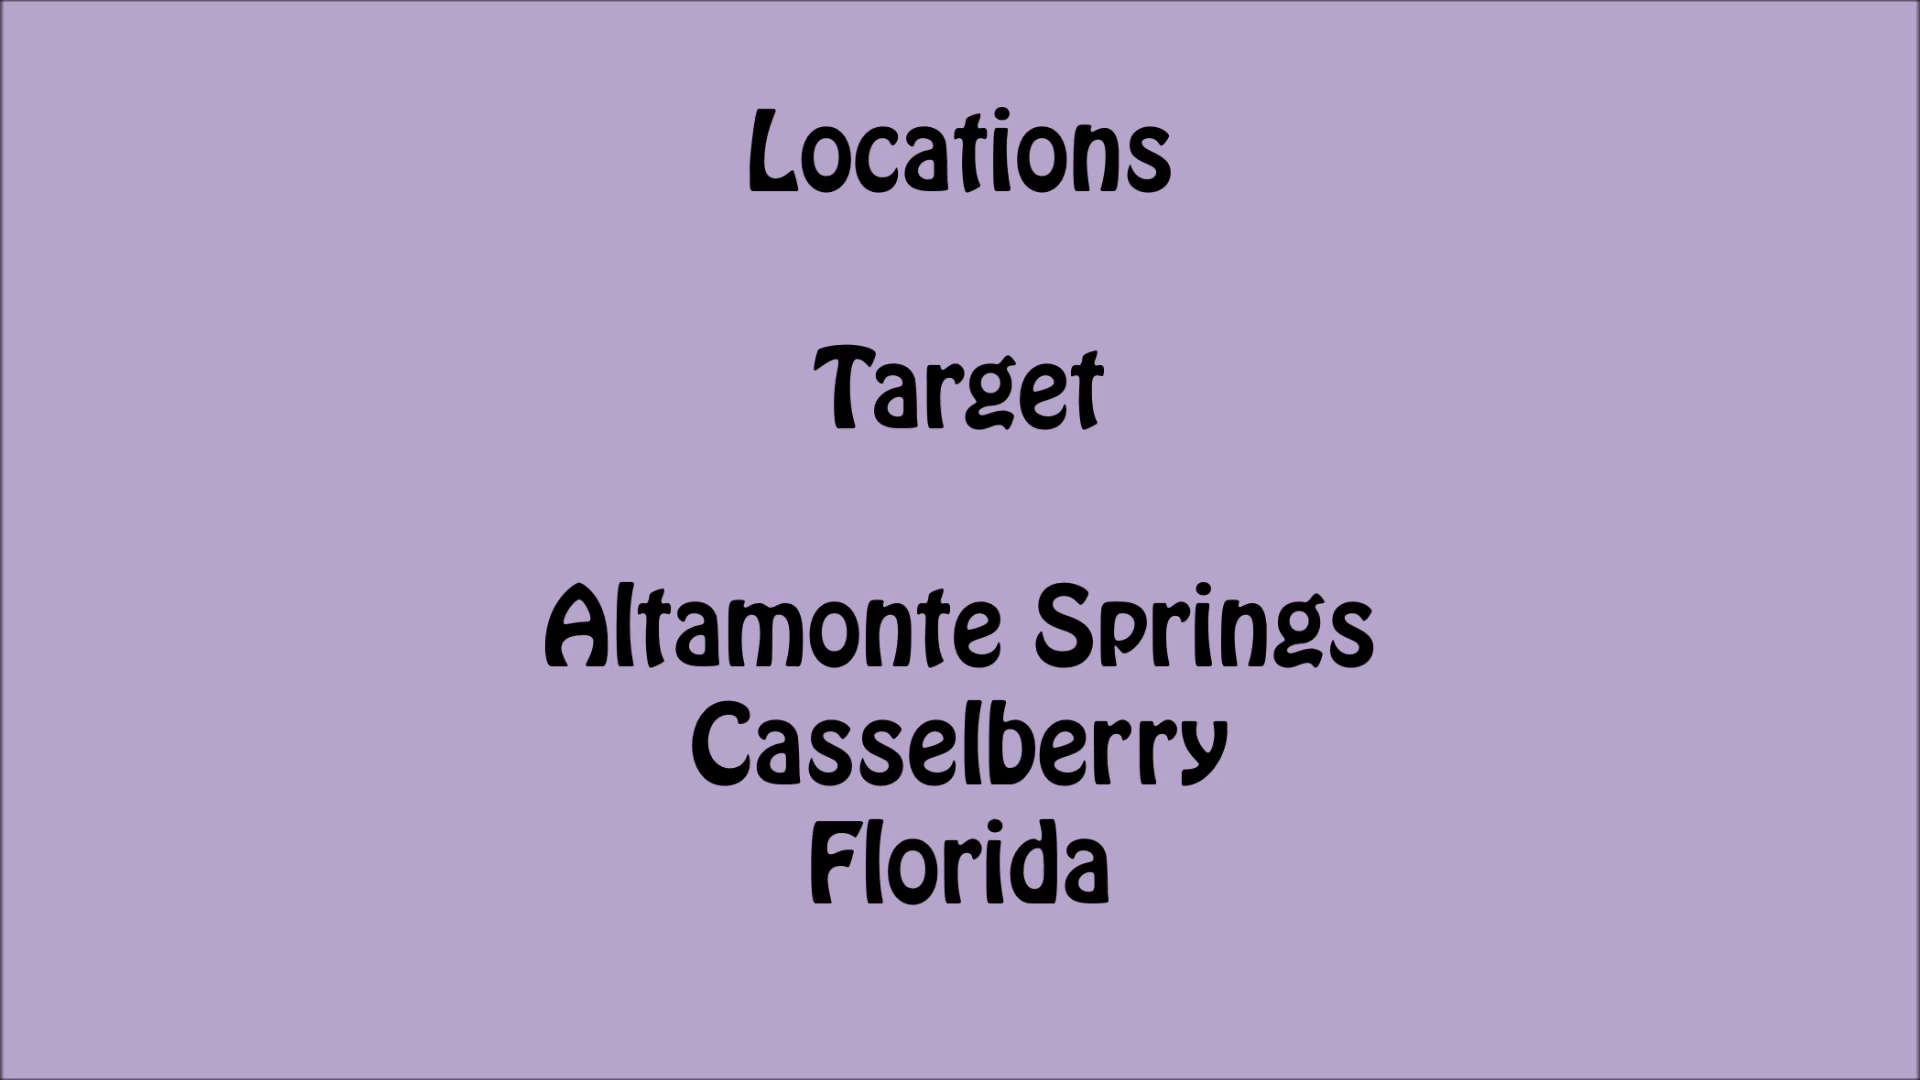 Locations
Target
Altamonte Springs
Casselberry
Florida